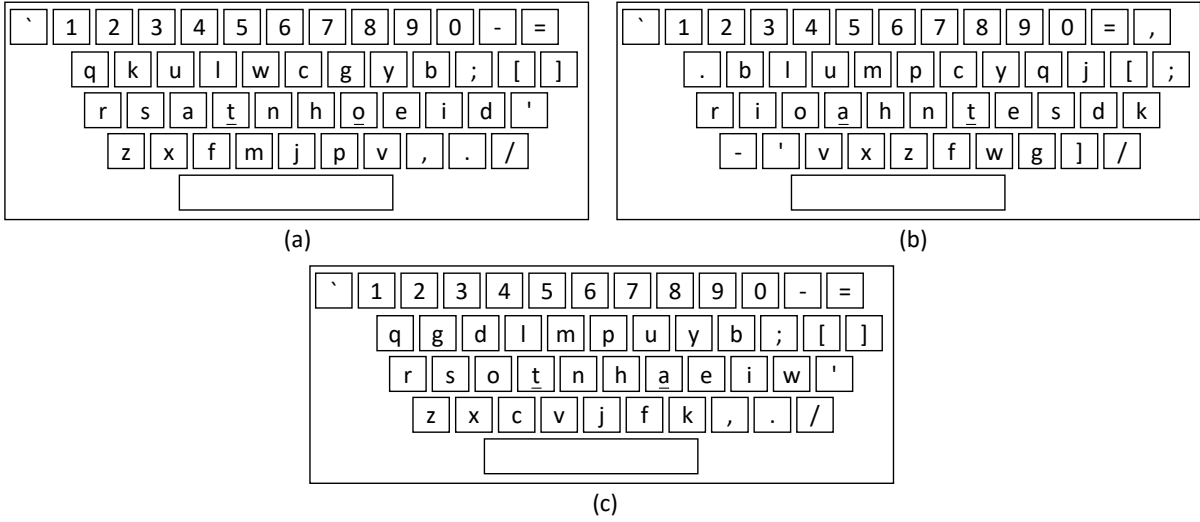 ` 1 2 3 4 5 6 7 8 9 0 - =
q k u l w c g y b ; [ ]
r s a t n h o e i d '
z x f m j p v , . /
(a)
` 1 2 3 4 5 6 7 8 9 0 = ,
. b l u m p c y q j [ ;
r i o a h n t e s d k
- ' v x z f w g ] /
(b)
` 1 2 3 4 5 6 7 8 9 0 - =
q g d l m p u y b ; [ ]
r s o t n h a e i w '
z x c v j f k , . /
(c)